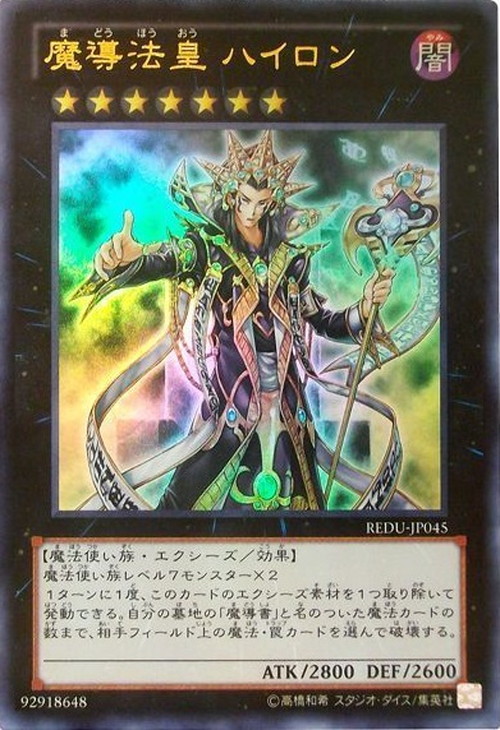 魔導法皇 ハイロン
闇
REDU-JP045
【魔法使い族・エクシーズ/効果】
魔法使い族レベル7モンスター×2
1ターンに1度、このカードのエクシーズ素材を1つ取り除いて
発動できる。自分の墓地の「魔導書」と名のついた魔法カードの
数まで、相手フィールド上の魔法・罠カードを選んで破壊する。
ATK/2800 DEF/2600
92918648
©高橋和希 スタジオ・ダイス/集英社